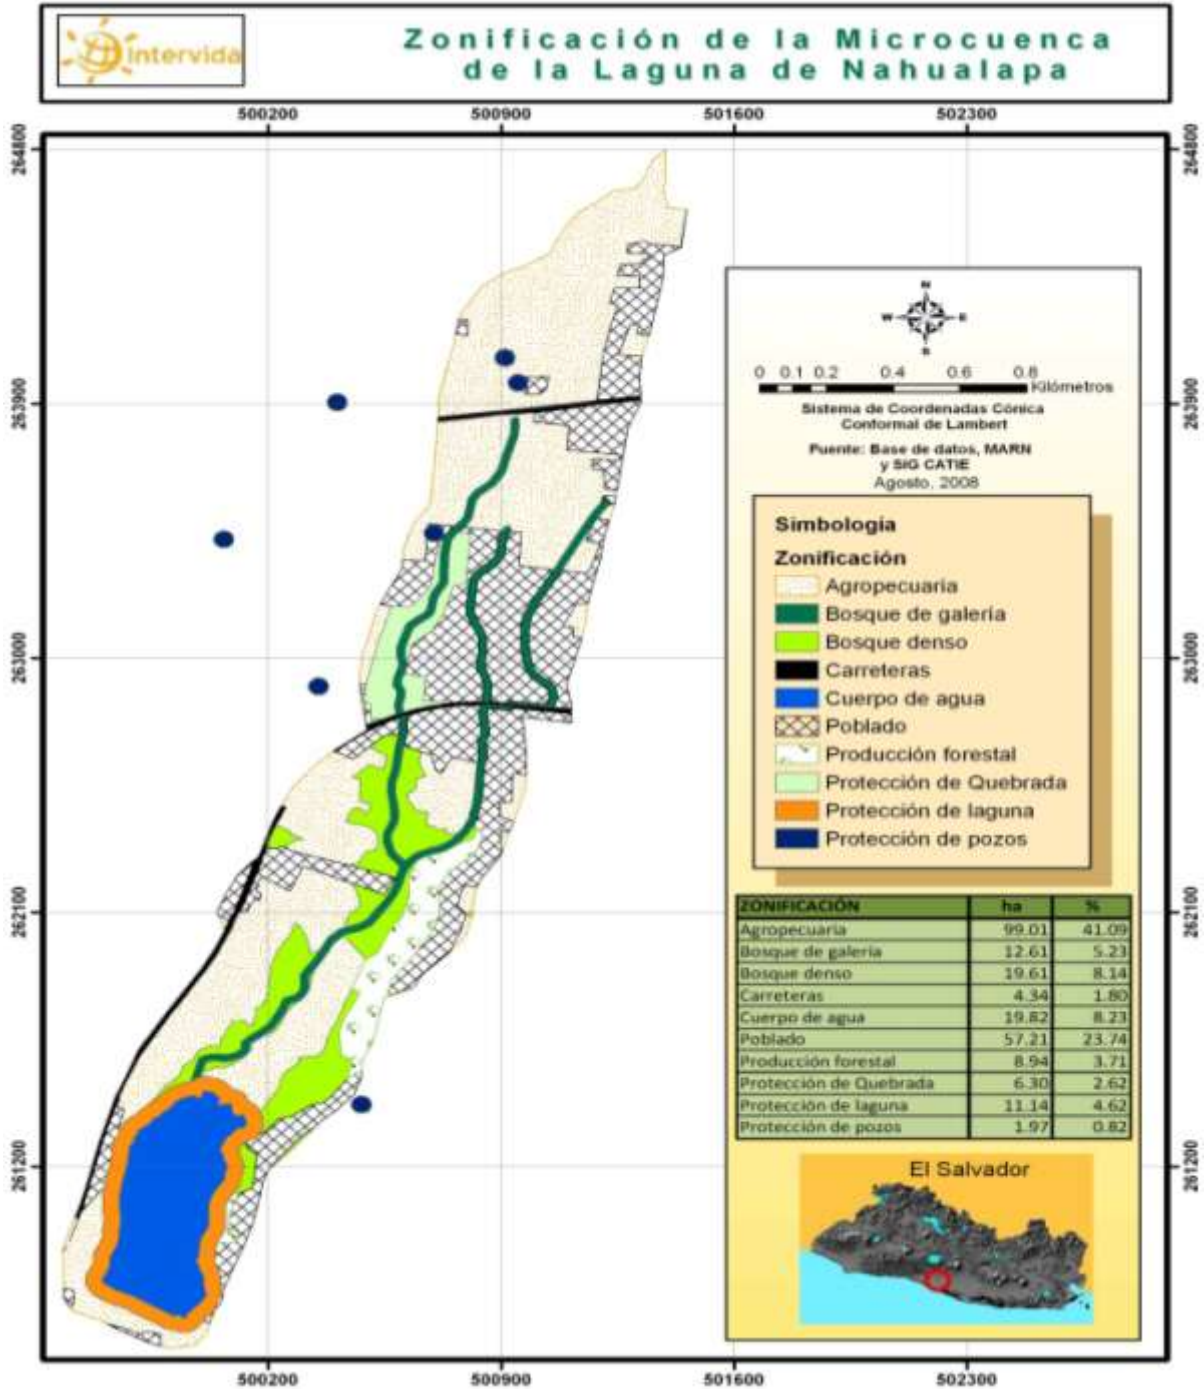 intervida
Zonificación de la Microcuenca
de la Laguna de Nahualapa
500200 500900 501600 502300
264800 264800
263900 263900
263000 263000
262100 262100
261200 261200
500200 500900 501600 502300
N
W E
S
0 0.1 0.2 0.4 0.6 0.8
Kilómetros
Sistema de Coordenadas Cónica
Conformal de Lambert
Fuente: Base de datos, MARN
y SIG CATIE
Agosto, 2008
Simbología
Zonificación
Agropecuaria
Bosque de galería
Bosque denso
Carreteras
Cuerpo de agua
Poblado
Producción forestal
Protección de Quebrada
Protección de laguna
Protección de pozos
ZONIFICACIÓN ha %
Agropecuaria 99.01 41.09
Bosque de galería 12.61 5.23
Bosque denso 19.61 8.14
Carreteras 4.34 1.80
Cuerpo de agua 19.82 8.23
Poblado 57.21 23.74
Producción forestal 8.94 3.71
Protección de Quebrada 6.30 2.62
Protección de laguna 11.14 4.62
Protección de pozos 1.97 0.82
El Salvador